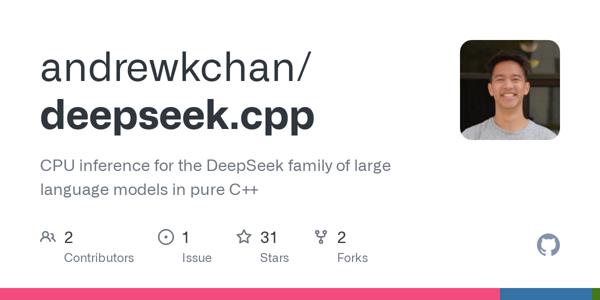 andrewkchan/
deepseek.cpp
CPU inference for the DeepSeek family of large
language models in pure C++
2 1 31 2
Contributors Issue Stars Forks